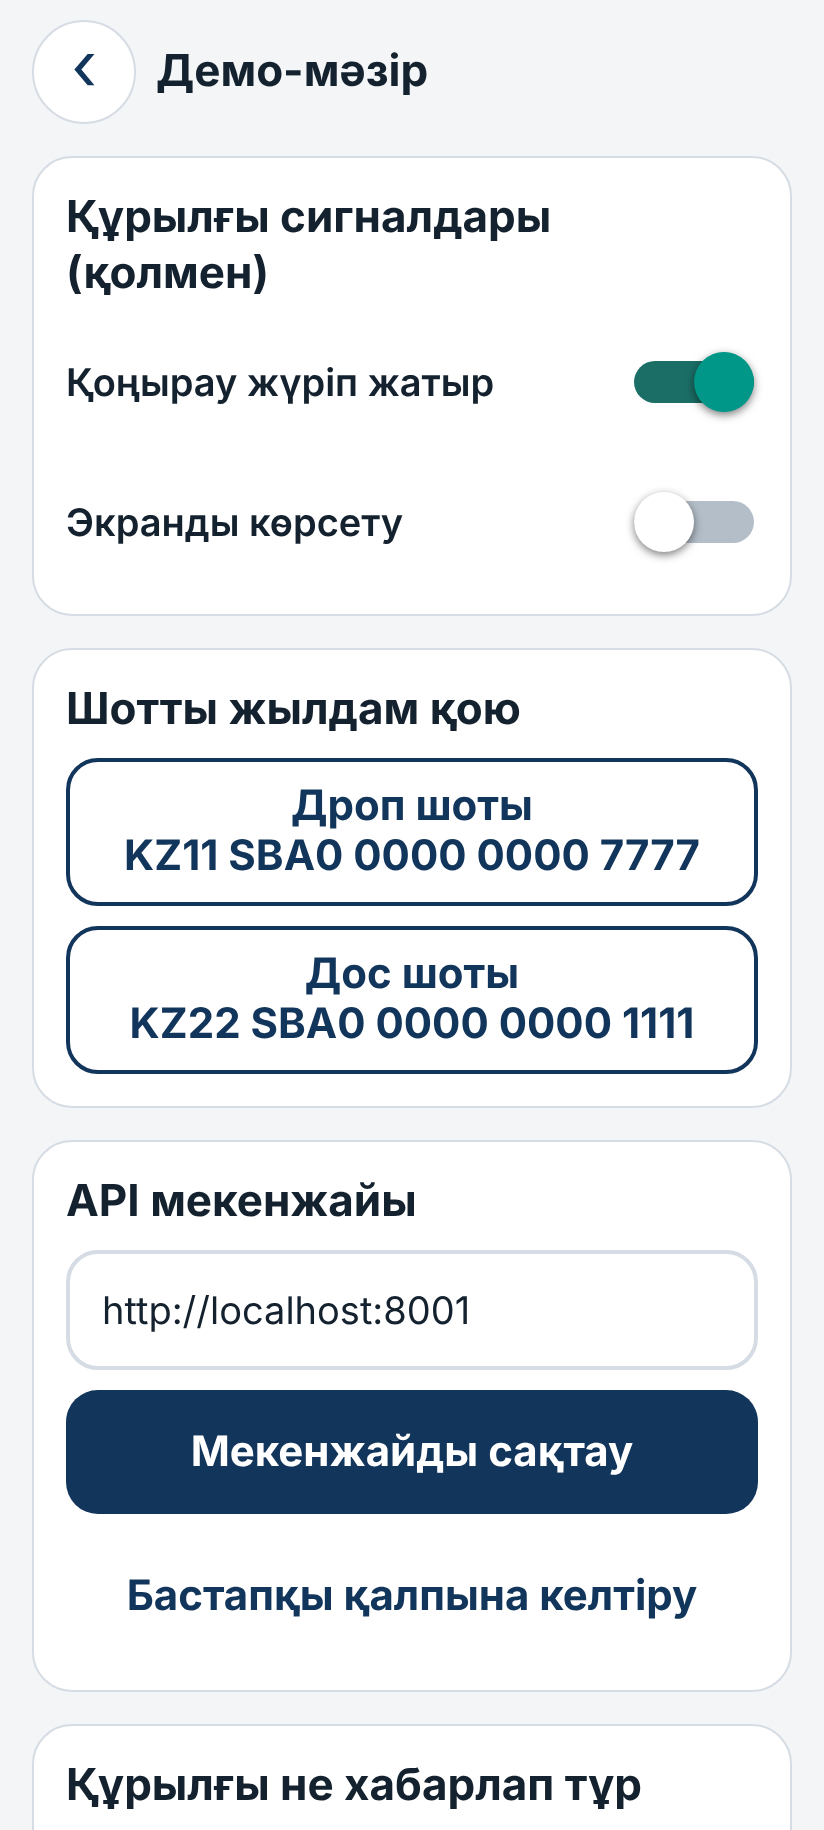 Демо-мәзір
Құрылғы сигналдары
(қолмен)
Қоңырау жүріп жатыр
Экранды көрсету
Шотты жылдам қою
Дроп шоты
KZ11 SBA0 0000 0000 7777
Дос шоты
KZ22 SBA0 0000 0000 1111
API мекенжайы
http://localhost:8001
Мекенжайды сақтау
Бастапқы қалпына келтіру
Құрылғы не хабарлап тұр